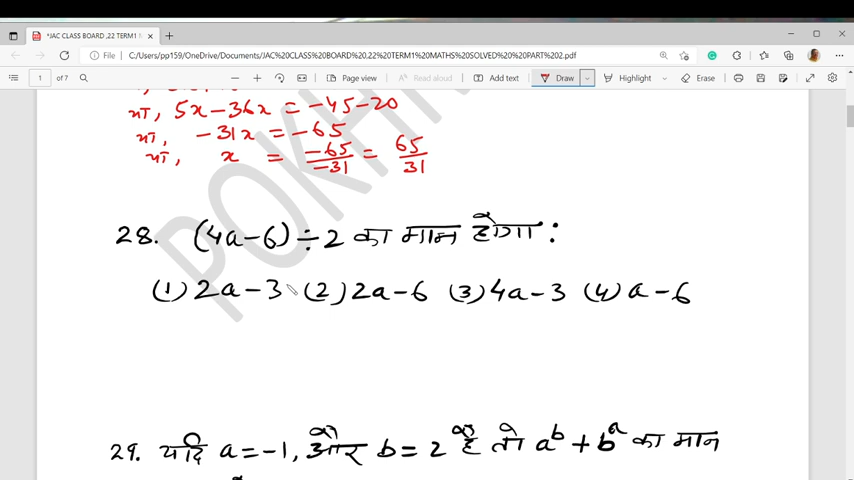 *JAC CLASS BOARD ,22 TERM1 M
File
C:/Users/pp159/OneDrive/Documents/JAC%20CLASS%20BOARD,22%20TERM1%20MATHS%20SOLVED%20%20PART%202.pdf
1 of 7 Page view Read aloud Add text Draw Highlight Erase
या, 5x-36x = -45-20
या, -31x = -65
या, x = -65/-31 = 65/31
28. (4a-6) ÷ 2 का मान होगा :
(1) 2a-3 (2) 2a-6 (3) 4a-3 (4) a-6
29. यदि a=-1, और b=2 है तो a^b + b^a का मान
POKH